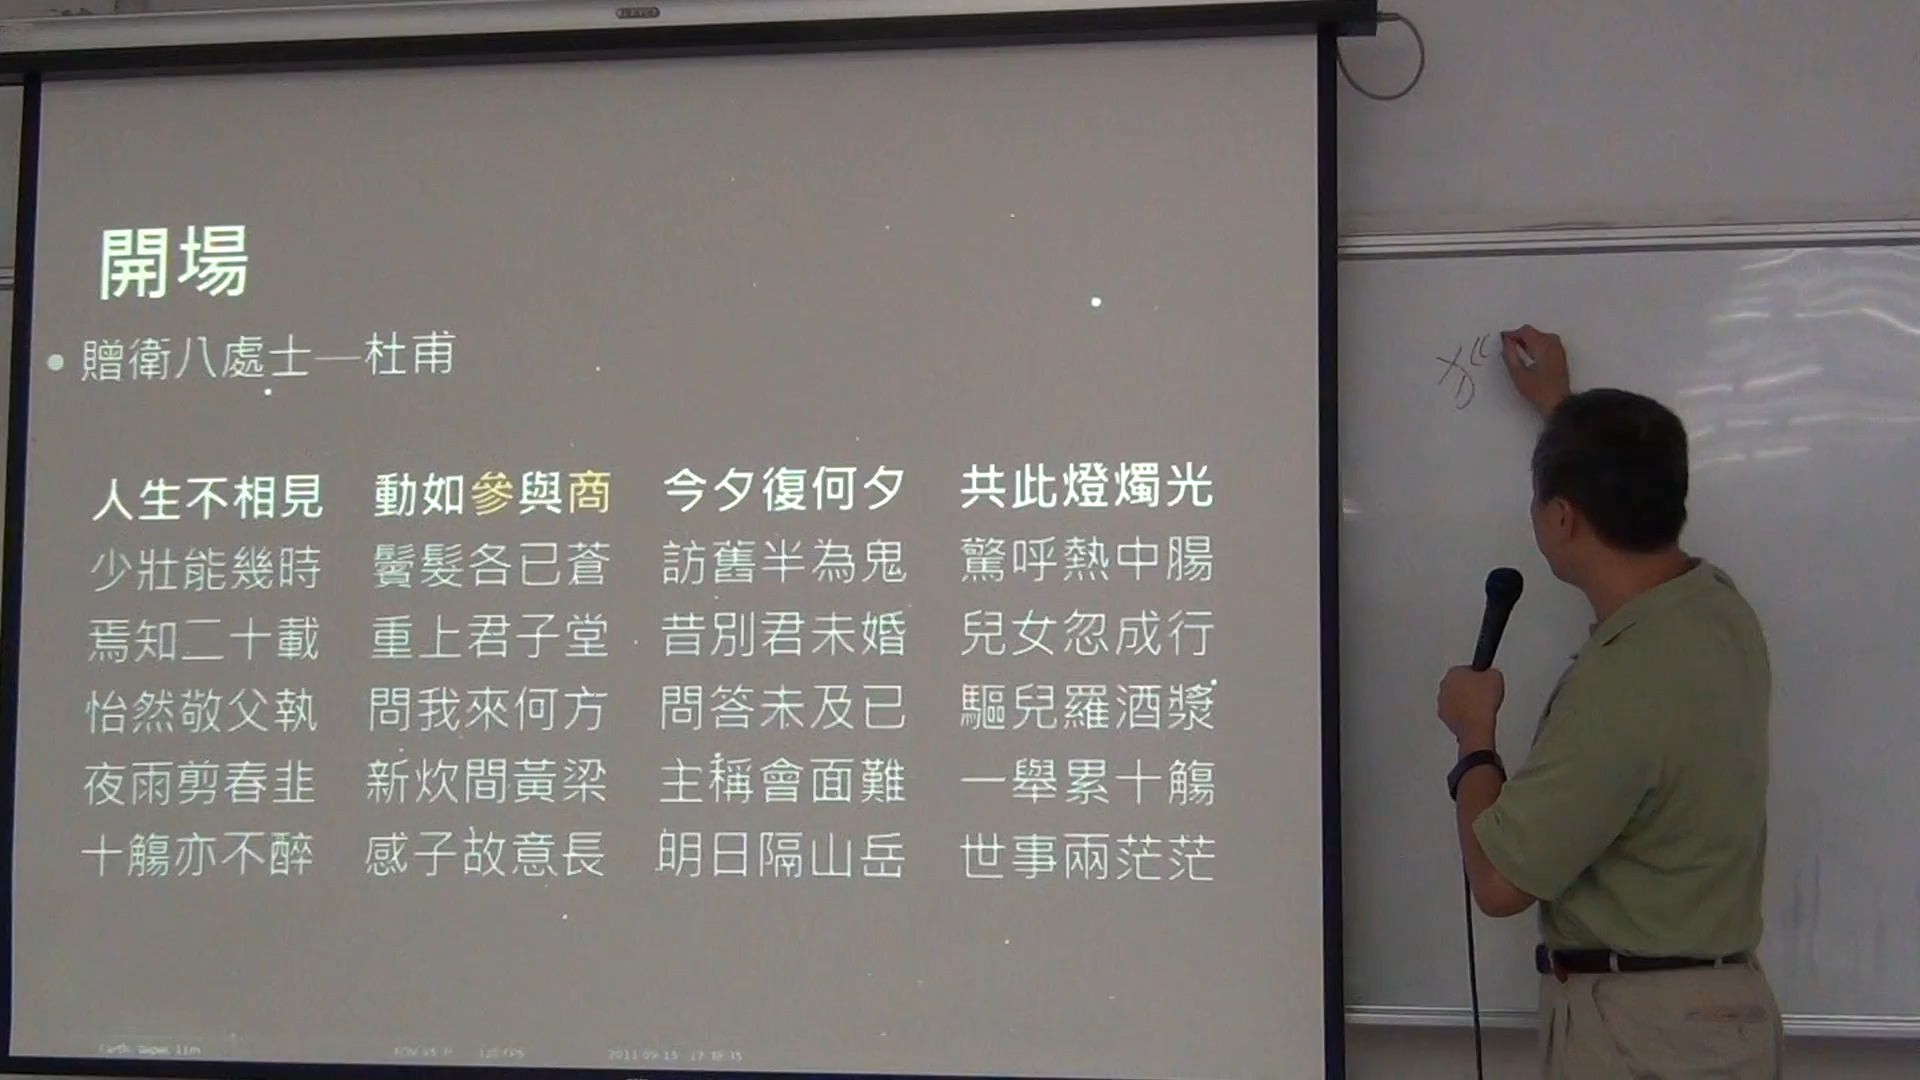 開場
• 贈衛八處士—杜甫
人生不相見 動如參與商 今夕復何夕 共此燈燭光
少壯能幾時 鬢髮各已蒼 訪舊半為鬼 驚呼熱中腸
焉知二十載 重上君子堂 昔別君未婚 兒女忽成行
怡然敬父執 問我來何方 問答未及已 驅兒羅酒漿
夜雨剪春韭 新炊間黃梁 主稱會面難 一舉累十觴
十觴亦不醉 感子故意長 明日隔山岳 世事兩茫茫
Earth, Taipei, 11m